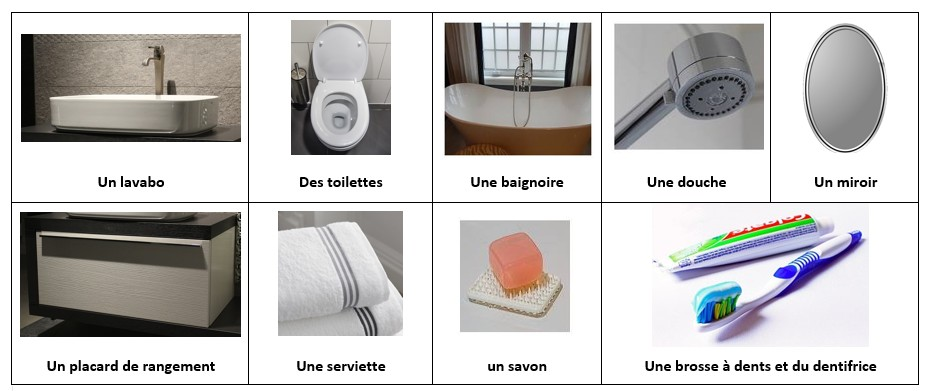 Un lavabo
Des toilettes
Une baignoire
Une douche
Un miroir
Un placard de rangement
Une serviette
un savon
Une brosse à dents et du dentifrice